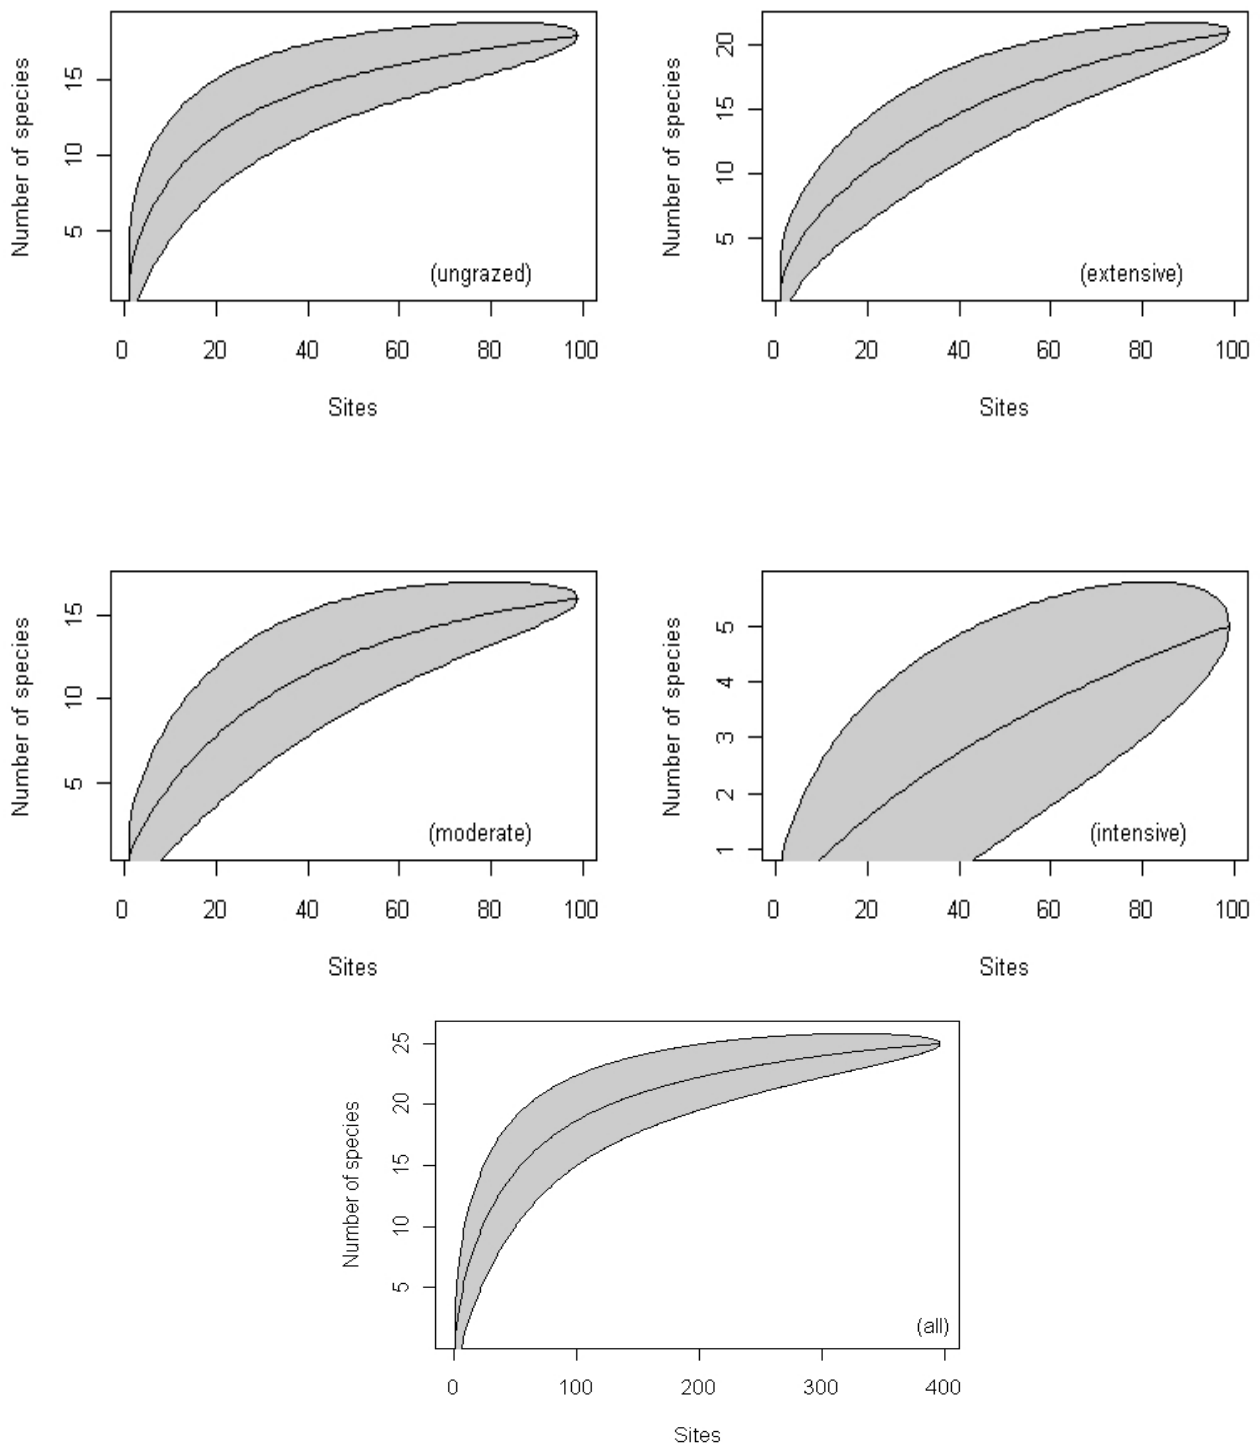 Number of species
15
10
5
(ungrazed)
0 20 40 60 80 100
Sites
Number of species
20
15
10
5
(extensive)
0 20 40 60 80 100
Sites
Number of species
15
10
5
(moderate)
0 20 40 60 80 100
Sites
Number of species
5
4
3
2
1
(intensive)
0 20 40 60 80 100
Sites
Number of species
25
20
15
10
5
(all)
0 100 200 300 400
Sites